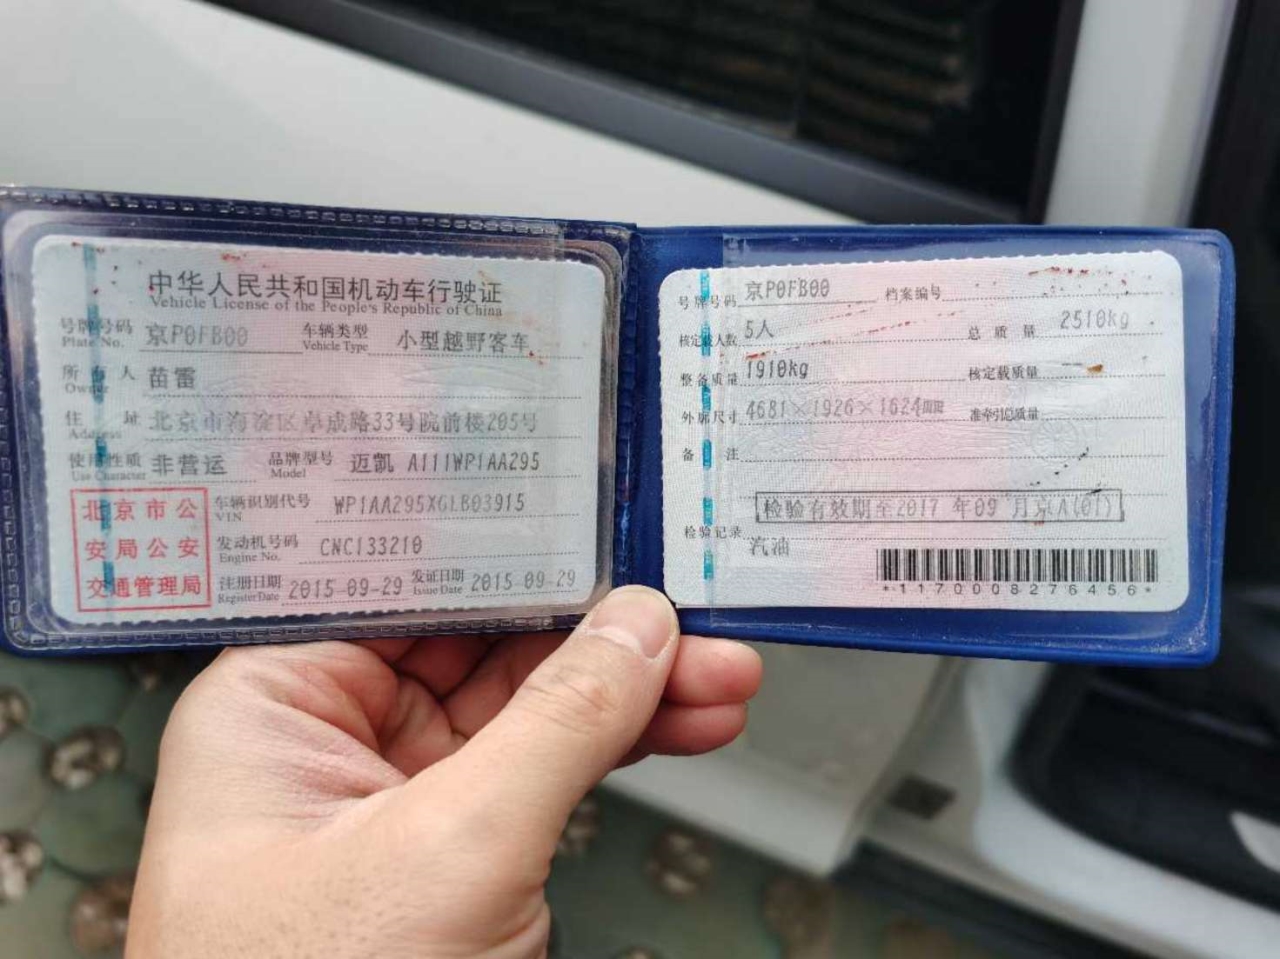 中华人民共和国机动车行驶证
Vehicle License of the People's Republic of China
号牌号码 京P0FB00 车辆类型 小型越野客车
Plate No. Vehicle Type
所有人 苗雷
Owner
住址 北京市海淀区阜成路33号院前楼205号
Address
使用性质 非营运 品牌型号 迈凯 A111WP1AA295
Use Character Model
北京市公
安局公安
交通管理局
车辆识别代号 WP1AA295XGLB03915
VIN
发动机号码 CNC133210
Engine No.
注册日期 2015-09-29 发证日期 2015-09-29
Register Date Issue Date
号牌号码 京P0FB00 档案编号
核定载人数 5人 总质量 2510kg
整备质量 1910kg 核定载质量
外廓尺寸 4681×1926×1624mm 准牵引总质量
备注
检验有效期至2017年09月京A(01)
检验记录
汽油
*1170008276456*